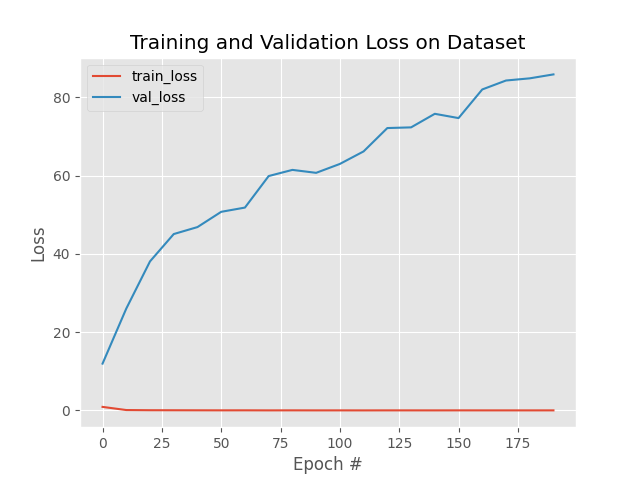 Training and Validation Loss on Dataset
train_loss
val_loss
80
60
40
20
0
Loss
0 25 50 75 100 125 150 175
Epoch #